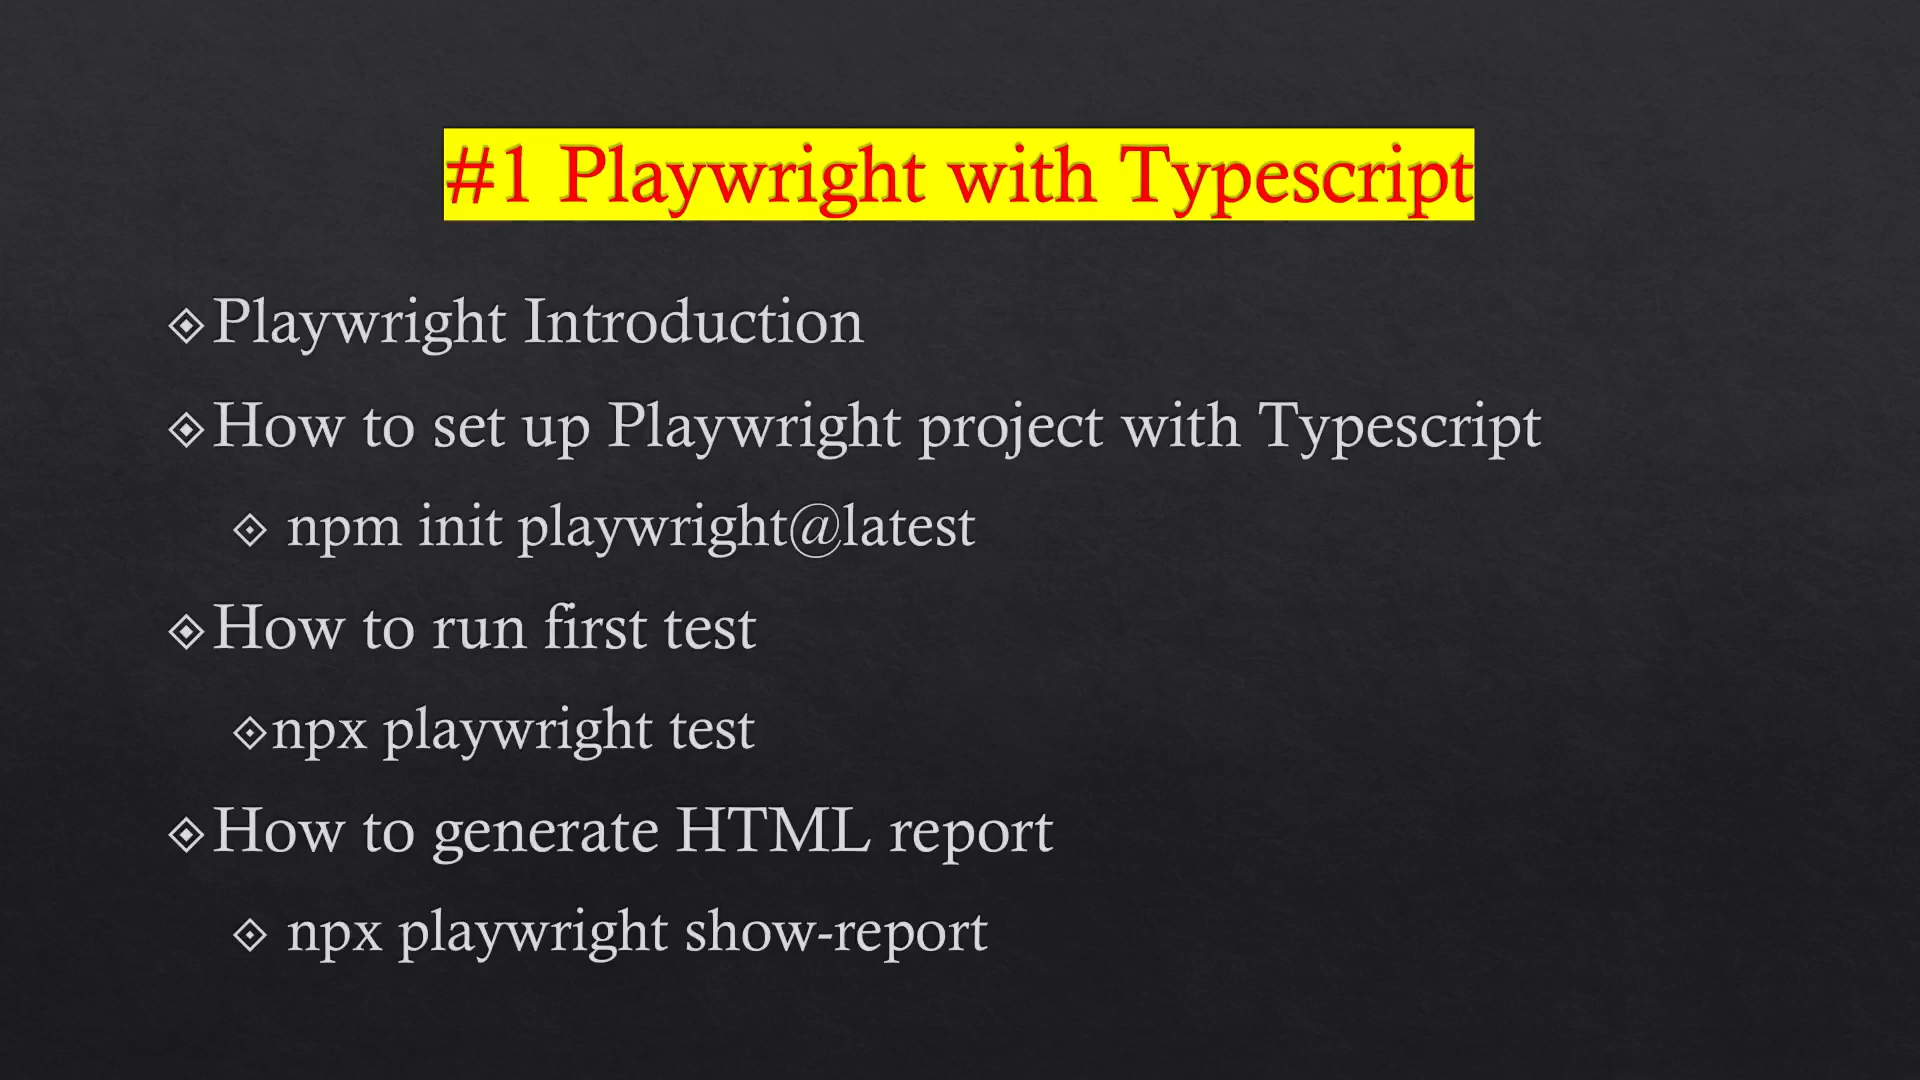 #1 Playwright with Typescript
Playwright Introduction
How to set up Playwright project with Typescript
npm init playwright@latest
How to run first test
npx playwright test
How to generate HTML report
npx playwright show-report